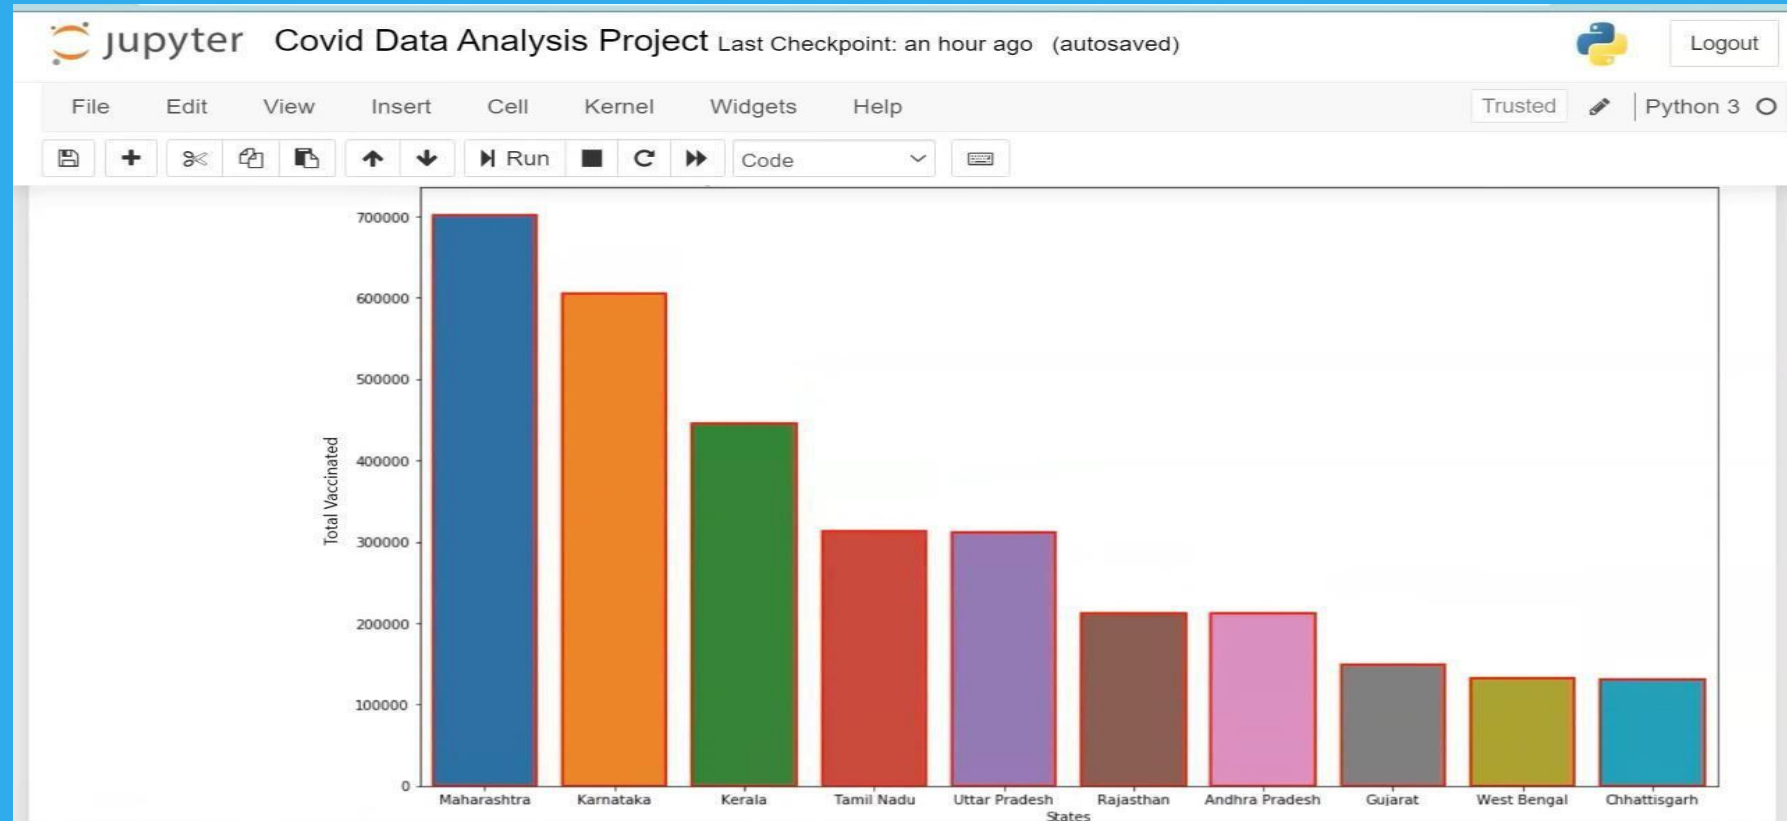 jupyter Covid Data Analysis Project Last Checkpoint: an hour ago (autosaved) Logout
File Edit View Insert Cell Kernel Widgets Help Trusted Python 3
Run Code
700000
600000
500000
400000
300000
200000
100000
0
Total Vaccinated
Maharashtra Karnataka Kerala Tamil Nadu Uttar Pradesh Rajasthan Andhra Pradesh Gujarat West Bengal Chhattisgarh
States